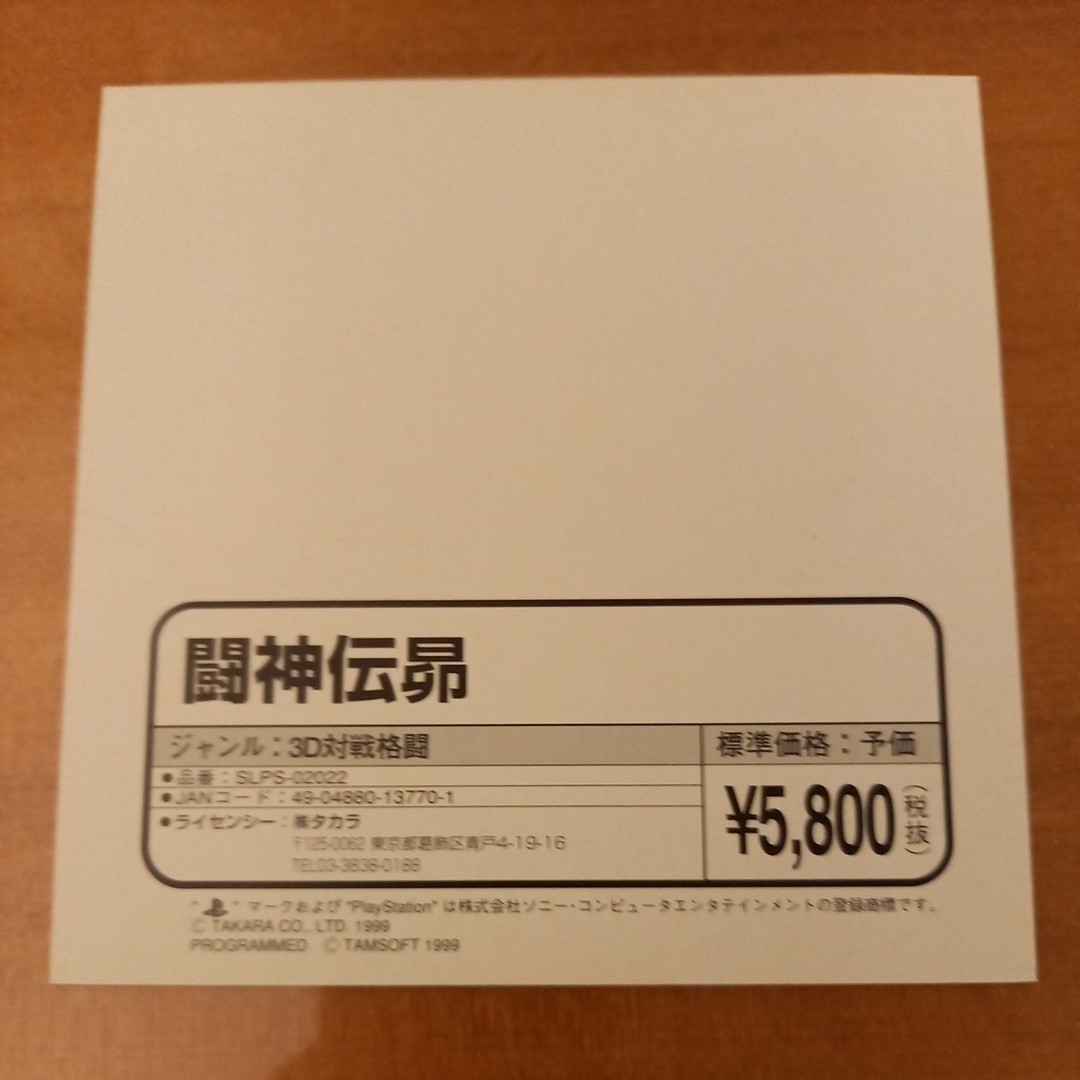 闘神伝昴
ジャンル：3D対戦格闘
標準価格：予価
●品番：SLPS-02022
●JANコード：49-04880-13770-1
¥5,800（税抜）
●ライセンシー：㈱タカラ
〒125-0062 東京都葛飾区青戸4-19-16
TEL03-3838-0188
" " マークおよび "PlayStation" は株式会社ソニー・コンピュータエンタテインメントの登録商標です。
Ⓒ TAKARA CO., LTD. 1999
PROGRAMMED Ⓒ TAMSOFT 1999